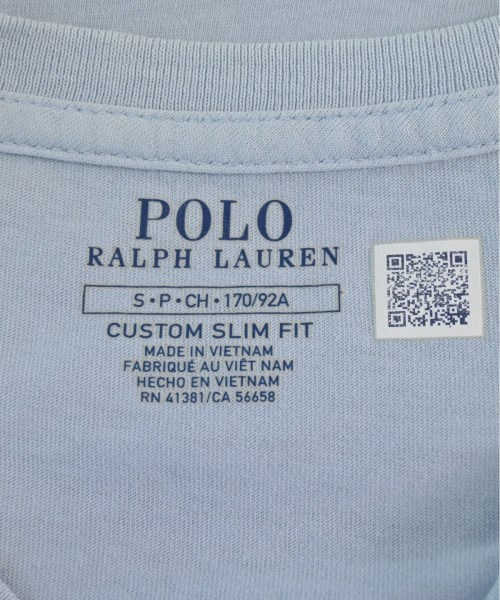 POLO
RALPH LAUREN
S • P • CH • 170/92A
CUSTOM SLIM FIT
MADE IN VIETNAM
FABRIQUÉ AU VIÊT NAM
HECHO EN VIETNAM
RN 41381/CA 56658